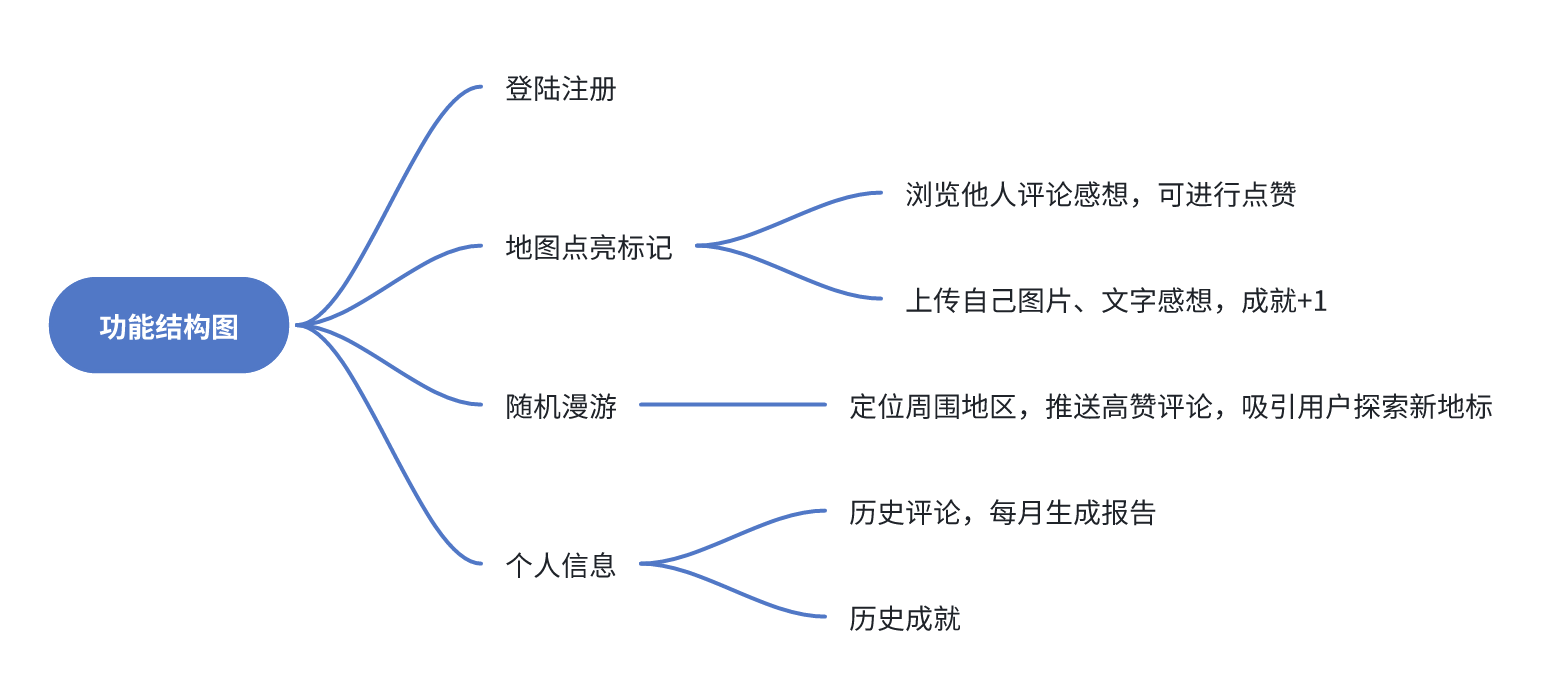 登陆注册
浏览他人评论感想，可进行点赞
地图点亮标记
上传自己图片、文字感想，成就+1
功能结构图
随机漫游
定位周围地区，推送高赞评论，吸引用户探索新地标
历史评论，每月生成报告
个人信息
历史成就